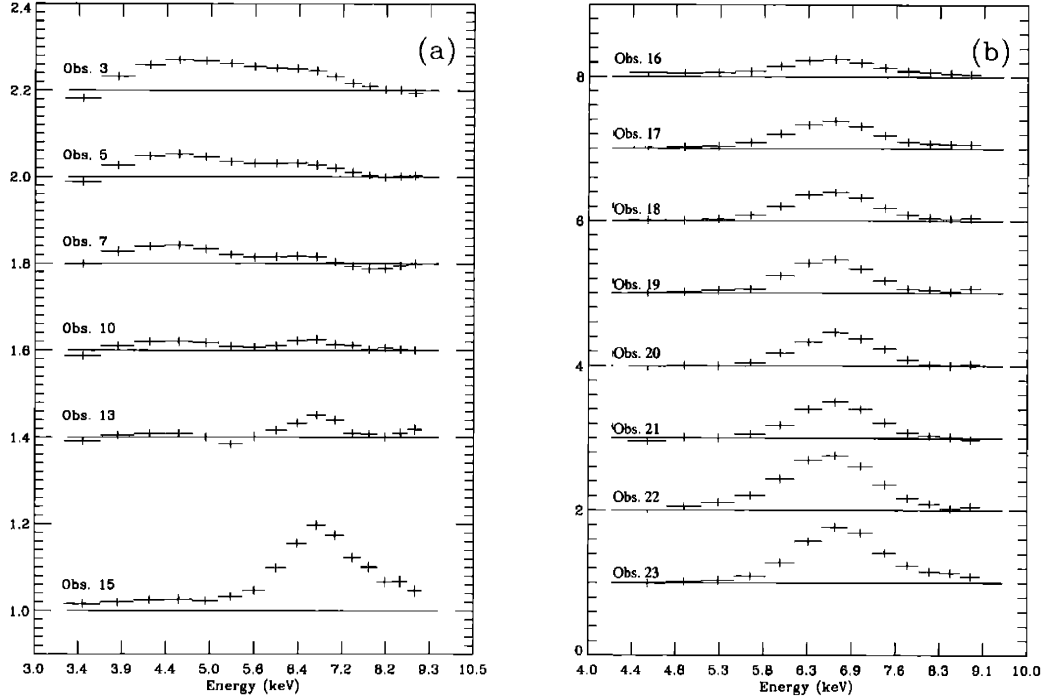 (a)
2.4
2.2
2.0
1.8
1.6
1.4
1.2
1.0
Obs. 3
Obs. 5
Obs. 7
Obs. 10
Obs. 13
Obs. 15
3.0 3.4 3.9 4.4 5.0 5.6 6.4 7.2 8.2 9.3 10.5
Energy (keV)
(b)
8
6
4
2
0
Obs. 16
Obs. 17
Obs. 18
Obs. 19
Obs. 20
Obs. 21
Obs. 22
Obs. 23
4.0 4.4 4.8 5.3 5.8 6.3 6.9 7.6 8.3 9.1 10.0
Energy (keV)